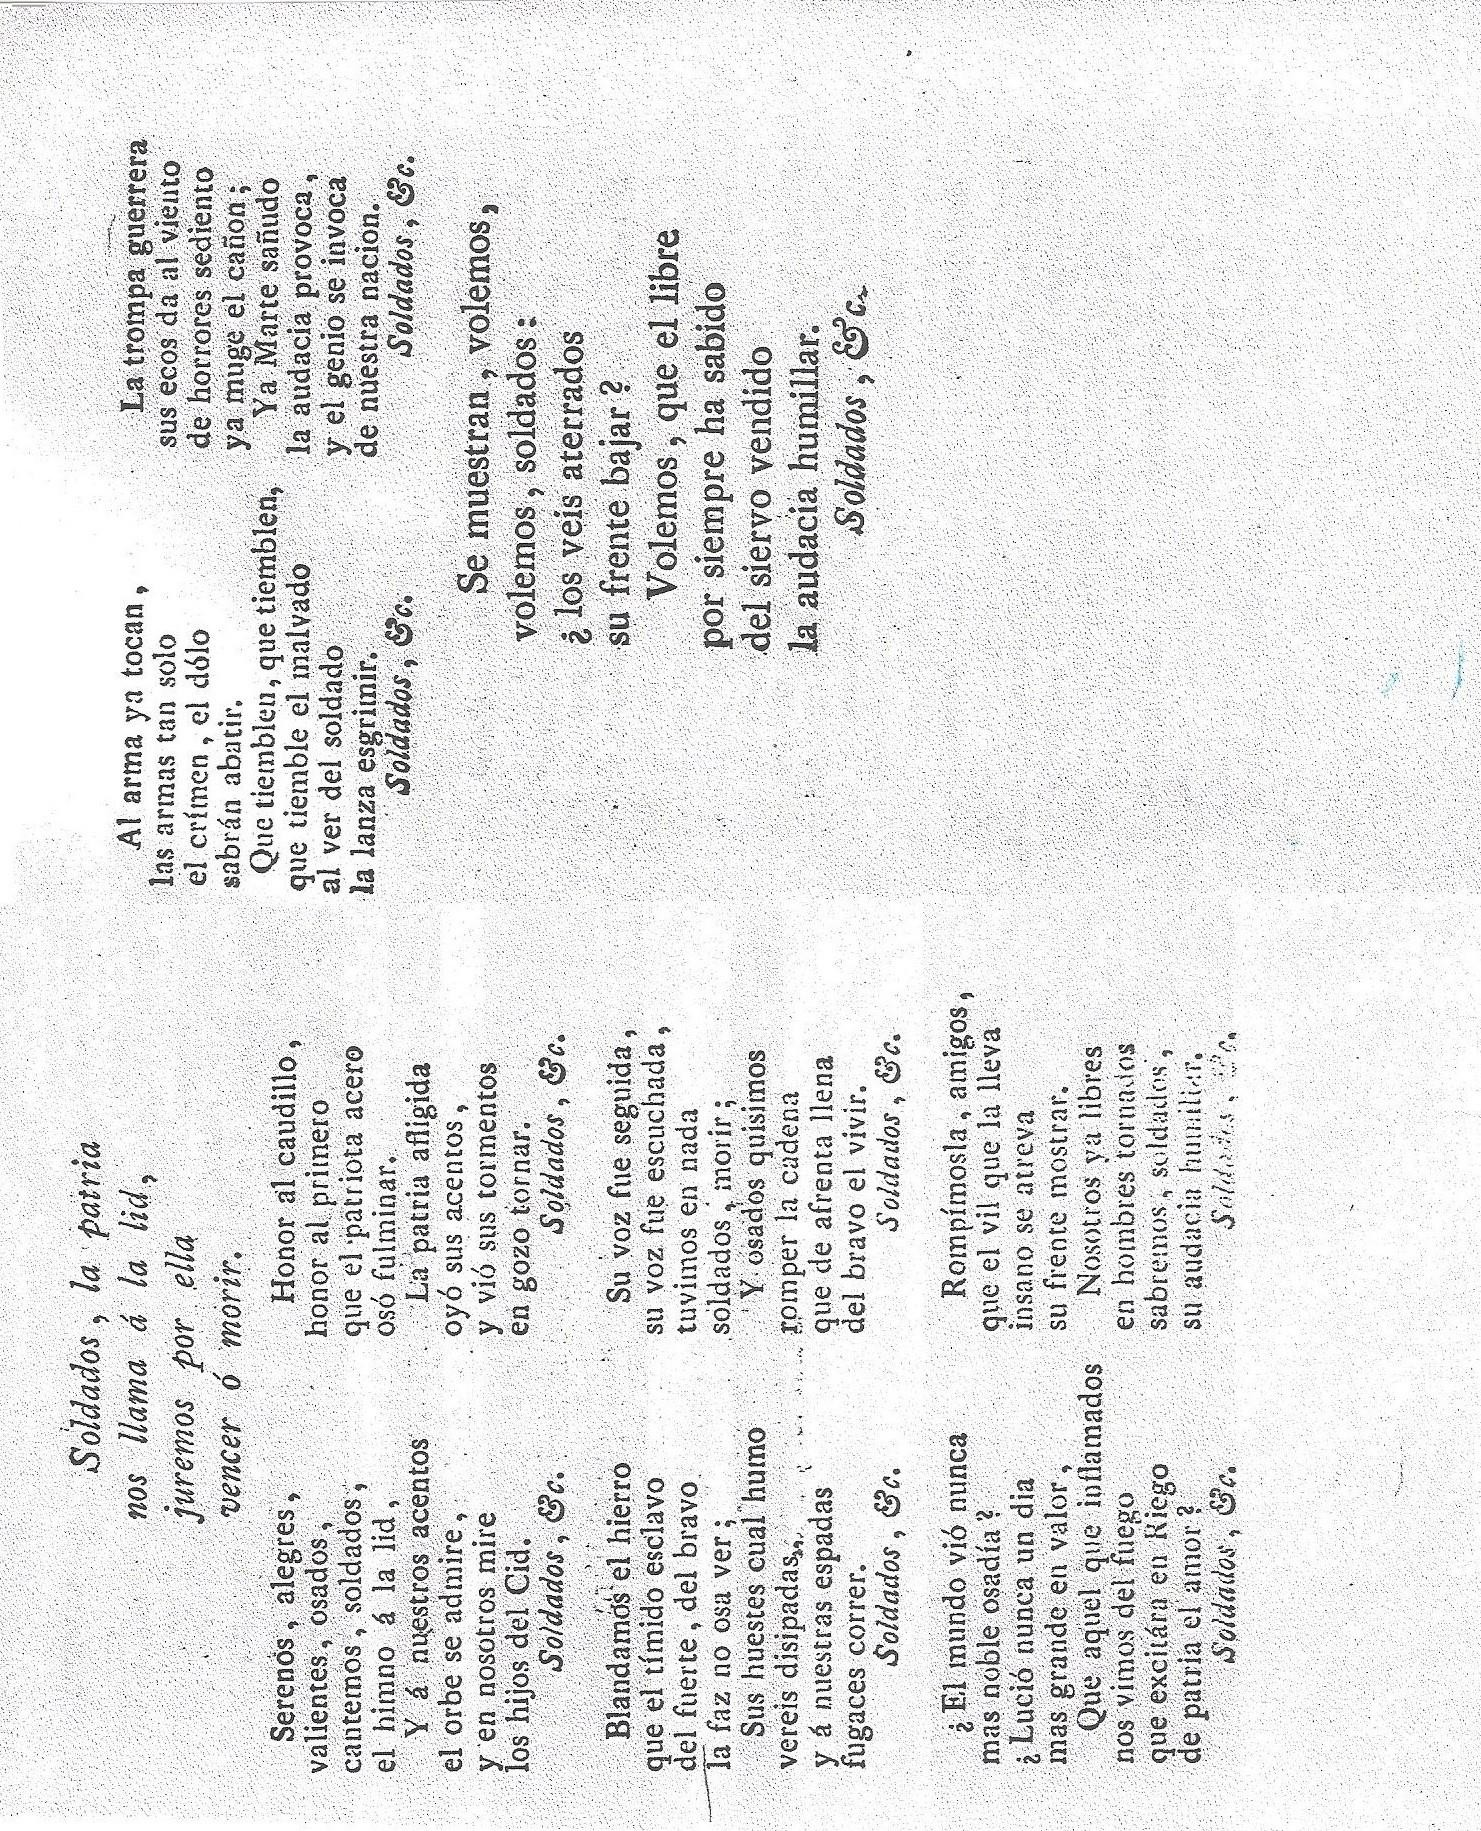 Soldados, la patria
nos llama á la lid,
juremos por ella
vencer ó morir.
Serenos, alegres,
valientes, osados,
cantemos, soldados,
el himno á la lid,
Y á nuestros acentos
el orbe se admire,
y en nosotros mire
los hijos del Cid.
Soldados, &c.
Honor al caudillo,
honor al primero
que el patriota acero
osó fulminar.
La patria afligida
oyó sus acentos,
y vió sus tormentos
en gozo tornar.
Soldados, &c.
Blandamos el hierro
que el tímido esclavo
del fuerte, del bravo
la faz no osa ver;
Sus huestes cual humo
vereis disipadas,
y á nuestras espadas
fugaces correr.
Soldados, &c.
Su voz fue seguida,
su voz fue escuchada,
tuvimos en nada
soldados, morir;
Y osados quisimos
romper la cadena
que de afrenta llena
del bravo el vivir.
Soldados, &c.
¿El mundo vió nunca
mas noble osadía?
¿Lució nunca un dia
mas grande en valor,
Que aquel que inflamados
nos vimos del fuego
que excitára en Riego
de patria el amor?
Soldados, &c.
Rompímosla, amigos,
que el vil que la lleva
insano se atreva
su frente mostrar.
Nosotros ya libres
en hombres tornados
sabremos, soldados,
su audacia humillar.
Soldados, &c.
Al arma ya tocan,
las armas tan solo
el crímen, el dólo
sabrán abatir.
Que tiemblen, que tiemblen,
que tiemble el malvado
al ver del soldado
la lanza esgrimir.
Soldados, &c.
La trompa guerrera
sus ecos da al viento
de horrores sediento
ya muge el cañon;
Ya Marte sañudo
la audacia provoca,
y el genio se invoca
de nuestra nacion.
Soldados, &c.
Se muestran, volemos,
volemos, soldados:
¿los veis aterrados
su frente bajar?
Volemos, que el libre
por siempre ha sabido
del siervo vendido
la audacia humillar.
Soldados, &c.